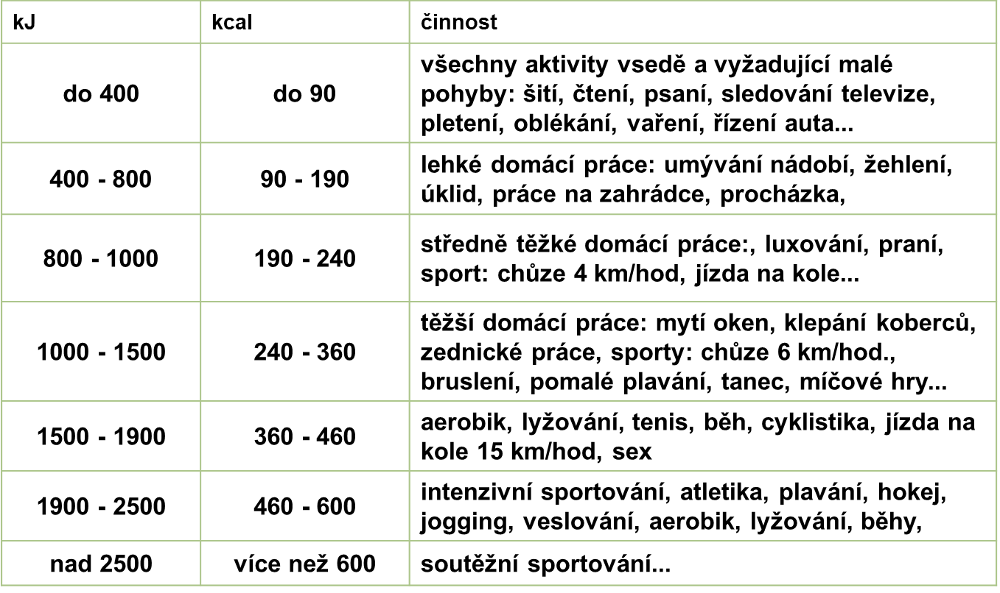 kJ kcal činnost
do 400 do 90 všechny aktivity vsedě a vyžadující malé
pohyby: šití, čtení, psaní, sledování televize,
pletení, oblékání, vaření, řízení auta...
400 - 800 90 - 190 lehké domácí práce: umývání nádobí, žehlení,
úklid, práce na zahrádce, procházka,
800 - 1000 190 - 240 středně těžké domácí práce:, luxování, praní,
sport: chůze 4 km/hod, jízda na kole...
1000 - 1500 240 - 360 těžší domácí práce: mytí oken, klepání koberců,
zednické práce, sporty: chůze 6 km/hod.,
bruslení, pomalé plavání, tanec, míčové hry...
1500 - 1900 360 - 460 aerobik, lyžování, tenis, běh, cyklistika, jízda na
kole 15 km/hod, sex
1900 - 2500 460 - 600 intenzivní sportování, atletika, plavání, hokej,
jogging, veslování, aerobik, lyžování, běhy,
nad 2500 více než 600 soutěžní sportování...